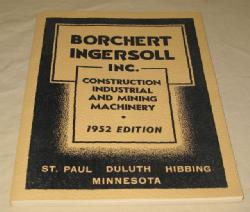 BORCHERT
INGERSOLL
INC.
CONSTRUCTION
INDUSTRIAL
AND MINING
MACHINERY
1952 EDITION
ST. PAUL DULUTH HIBBING
MINNESOTA